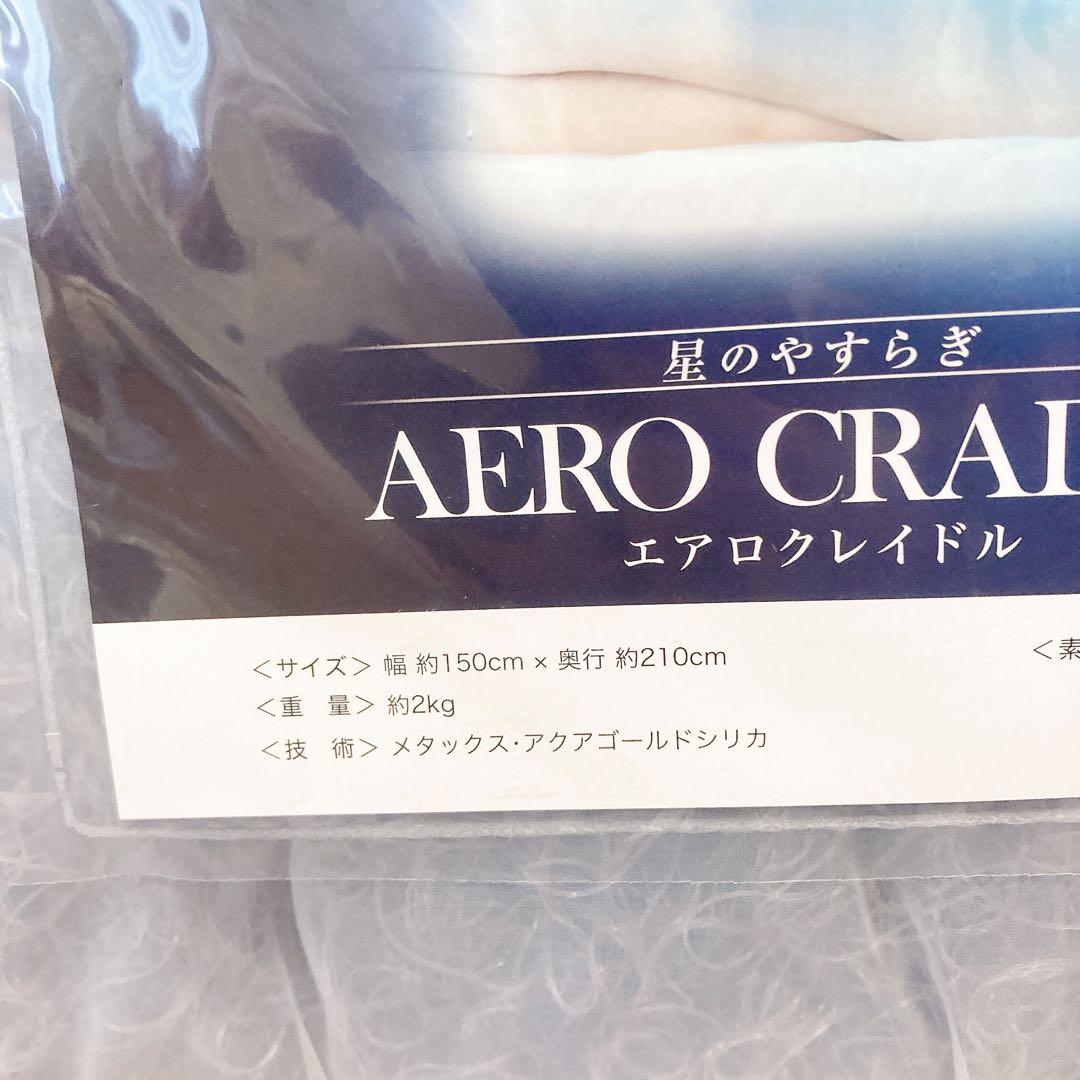 星のやすらぎ
AERO CRAD
エアロクレイドル
＜サイズ＞ 幅 約150cm × 奥行 約210cm
＜素
＜重　量＞ 約2kg
＜技　術＞ メタックス・アクアゴールドシリカ